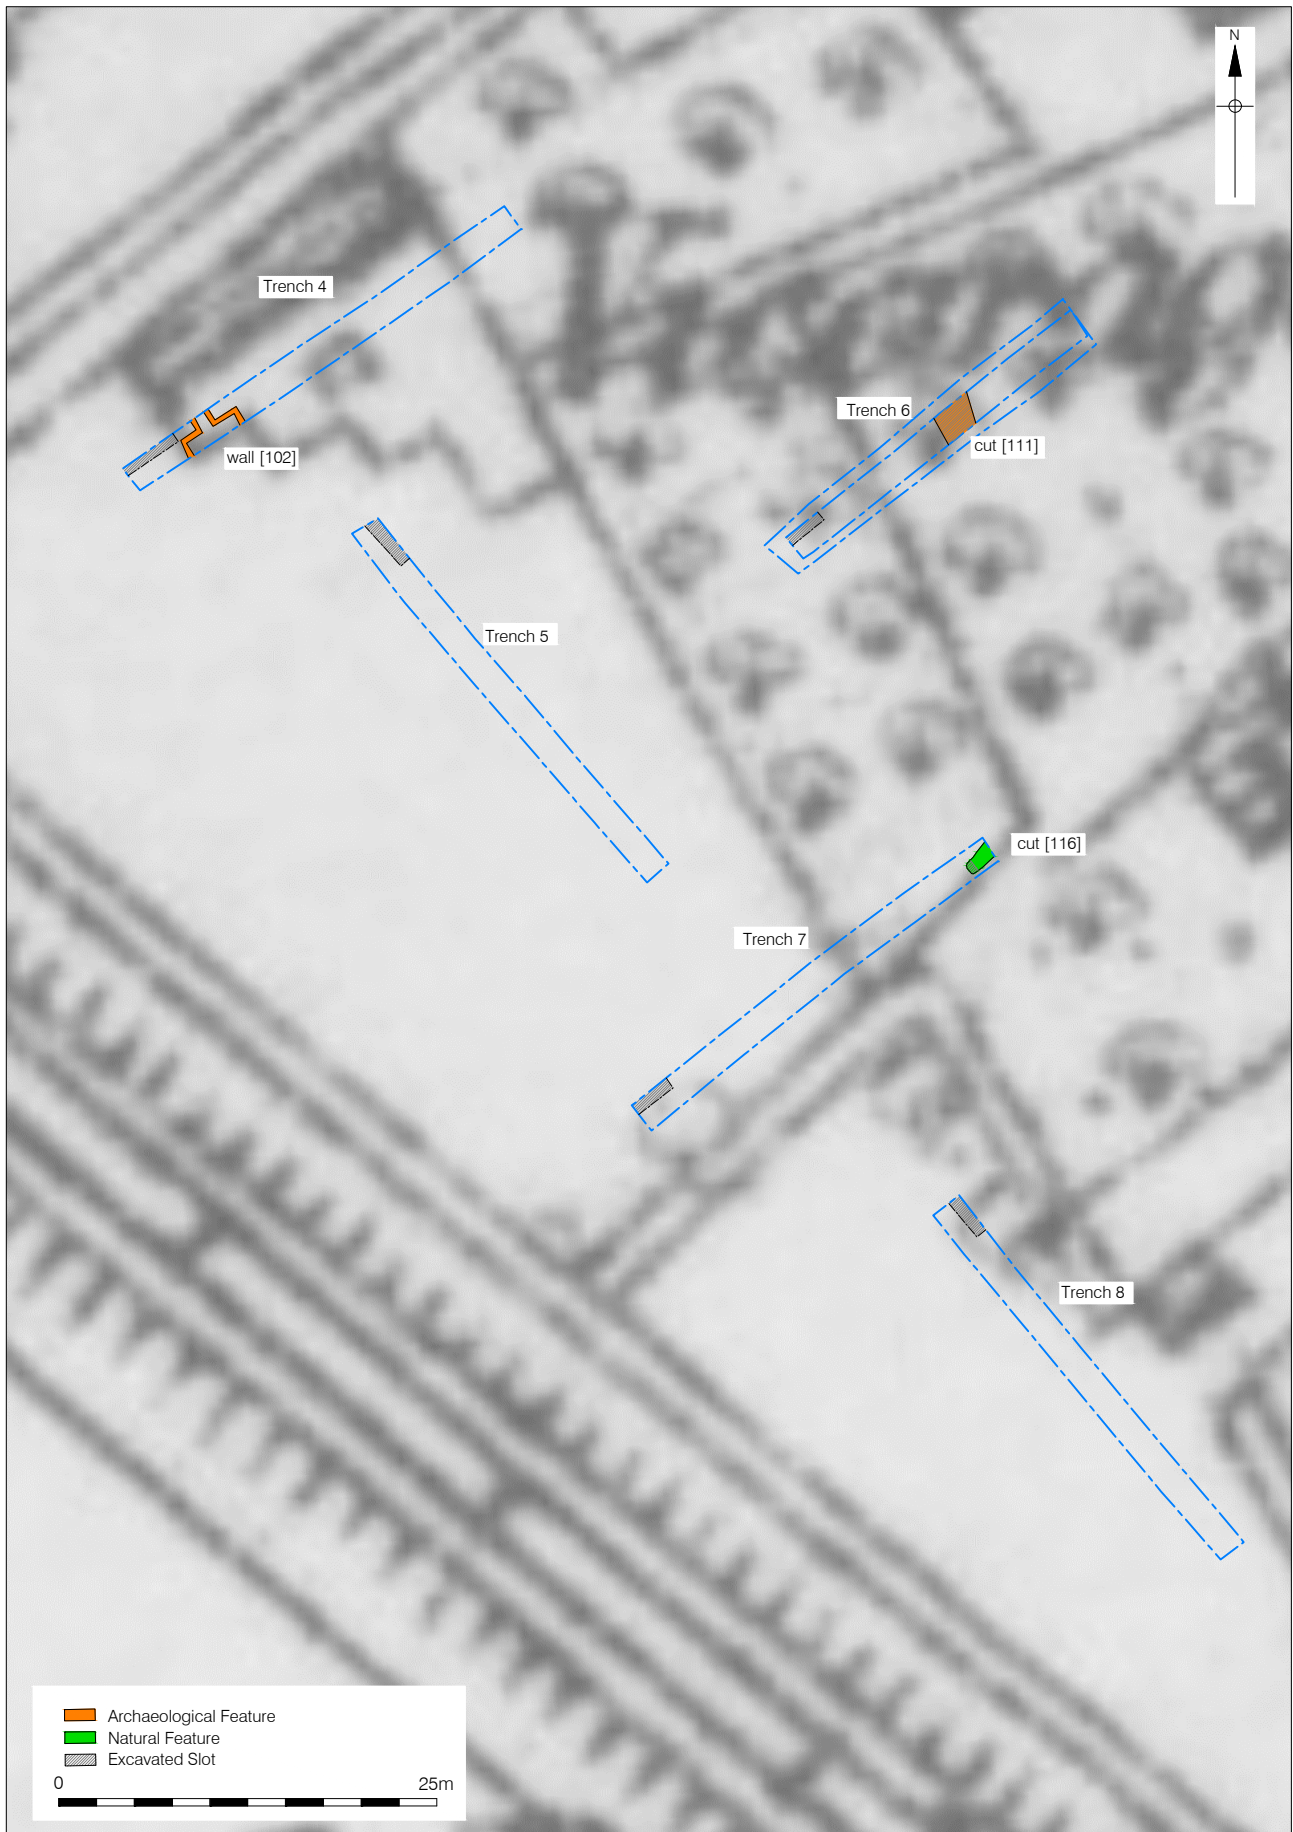 N
Trench 4
Trench 6
cut [111]
wall [102]
Trench 5
cut [116]
Trench 7
Trench 8
Archaeological Feature
Natural Feature
Excavated Slot
0 25m